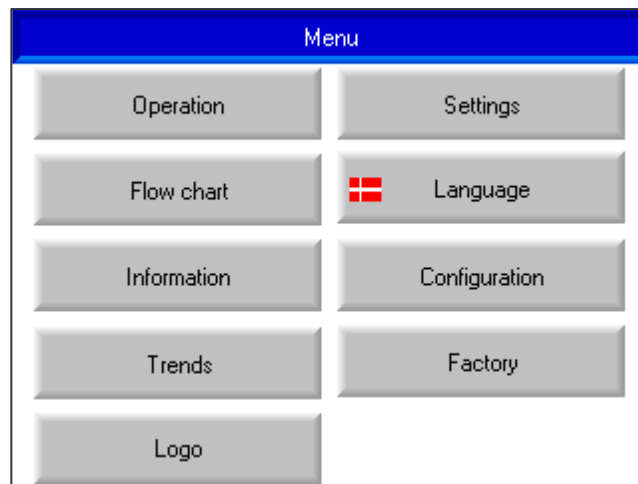 Menu
Operation
Settings
Flow chart
Language
Information
Configuration
Trends
Factory
Logo